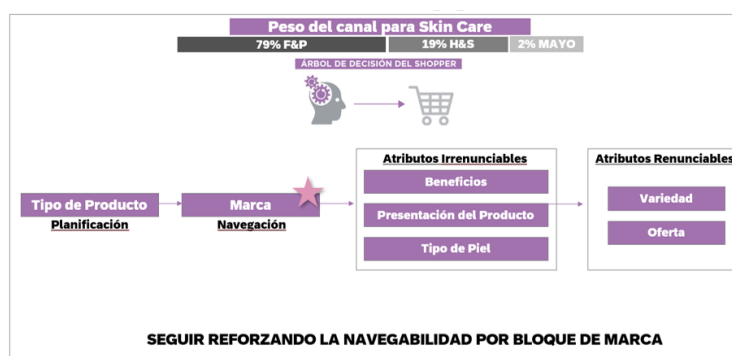 Peso del canal para Skin Care
79% F&P 19% H&S 2% MAYO
ÁRBOL DE DECISIÓN DEL SHOPPER
Tipo de Producto
Planificación
Marca
Navegación
Atributos Irrenunciables
Beneficios
Presentación del Producto
Tipo de Piel
Atributos Renunciables
Variedad
Oferta
SEGUIR REFORZANDO LA NAVEGABILIDAD POR BLOQUE DE MARCA